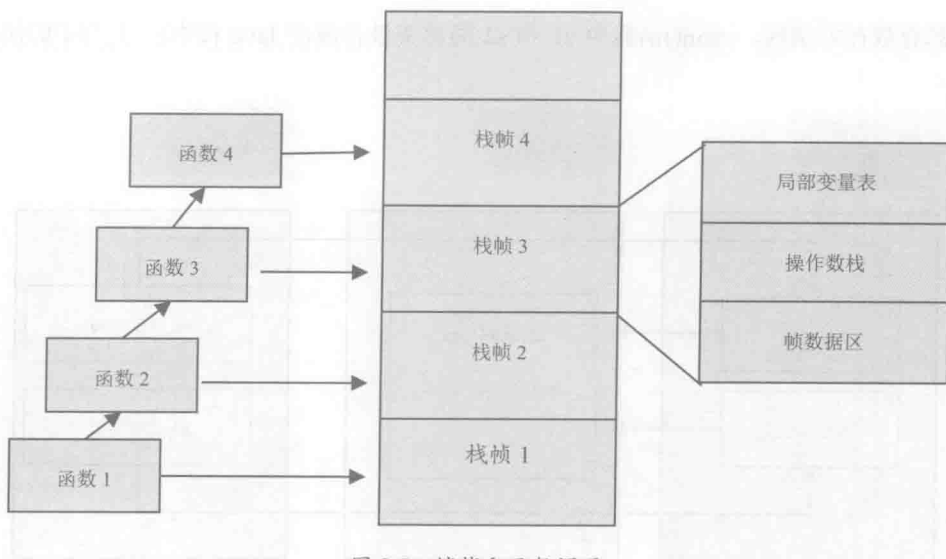 函数 4
函数 3
函数 2
函数 1
栈帧 4
栈帧 3
栈帧 2
栈帧 1
局部变量表
操作数栈
帧数据区